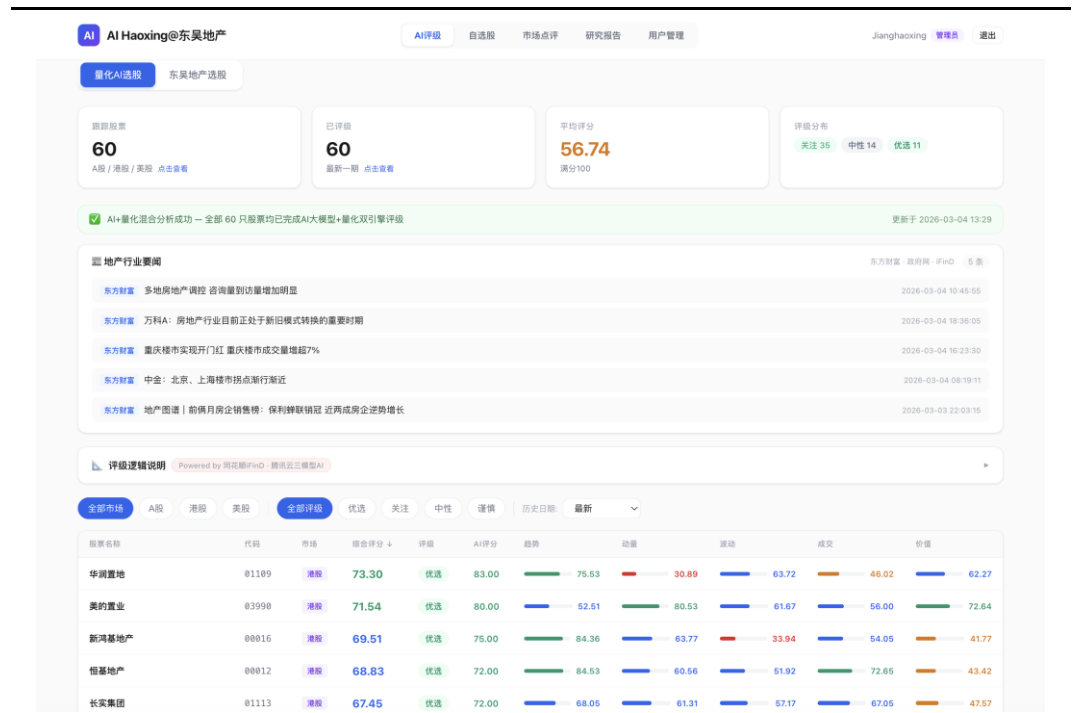 AI AI Haoxing@东吴地产 AI评级 自选股 市场点评 研究报告 用户管理 Jianghaoxing 管理员 退出
量化AI选股 东吴地产选股
跟踪股票 已评级 平均评分 评级分布
60 60 56.74 关注 35 中性 14 优选 11
A股 / 港股 / 美股 点击查看 最新一期 点击查看 满分100
AI+量化混合分析成功 — 全部 60 只股票均已完成AI大模型+量化双引擎评级 更新于 2026-03-04 13:29
地产行业要闻 东方财富 · 政府网 · iFinD 5 条
东方财富 多地房地产调控 咨询量到访量增加明显 2026-03-04 10:45:55
东方财富 万科A：房地产行业目前正处于新旧模式转换的重要时期 2026-03-04 18:36:05
东方财富 重庆楼市实现开门红 重庆楼市成交量增超7% 2026-03-04 16:23:30
东方财富 中金：北京、上海楼市拐点渐行渐近 2026-03-04 08:19:11
东方财富 地产图谱｜前俩月房企销售榜：保利蝉联销冠 近两成房企逆势增长 2026-03-03 22:03:15
评级逻辑说明 Powered by 同花顺iFinD · 腾讯云三模型AI
全部市场 A股 港股 美股 全部评级 优选 关注 中性 谨慎 历史日期: 最新
股票名称 代码 市场 综合评分 ↓ 评级 AI评分 趋势 动量 波动 成交 价值
华润置地 01109 港股 73.30 优选 83.00 75.53 30.89 63.72 46.02 62.27
美的置业 03990 港股 71.54 优选 80.00 52.51 80.53 61.67 56.00 72.64
新鸿基地产 00016 港股 69.51 优选 75.00 84.36 63.77 33.94 54.05 41.77
恒基地产 00012 港股 68.83 优选 72.00 84.53 60.56 51.92 72.65 43.42
长实集团 01113 港股 67.45 优选 72.00 68.05 61.31 57.17 67.05 47.57